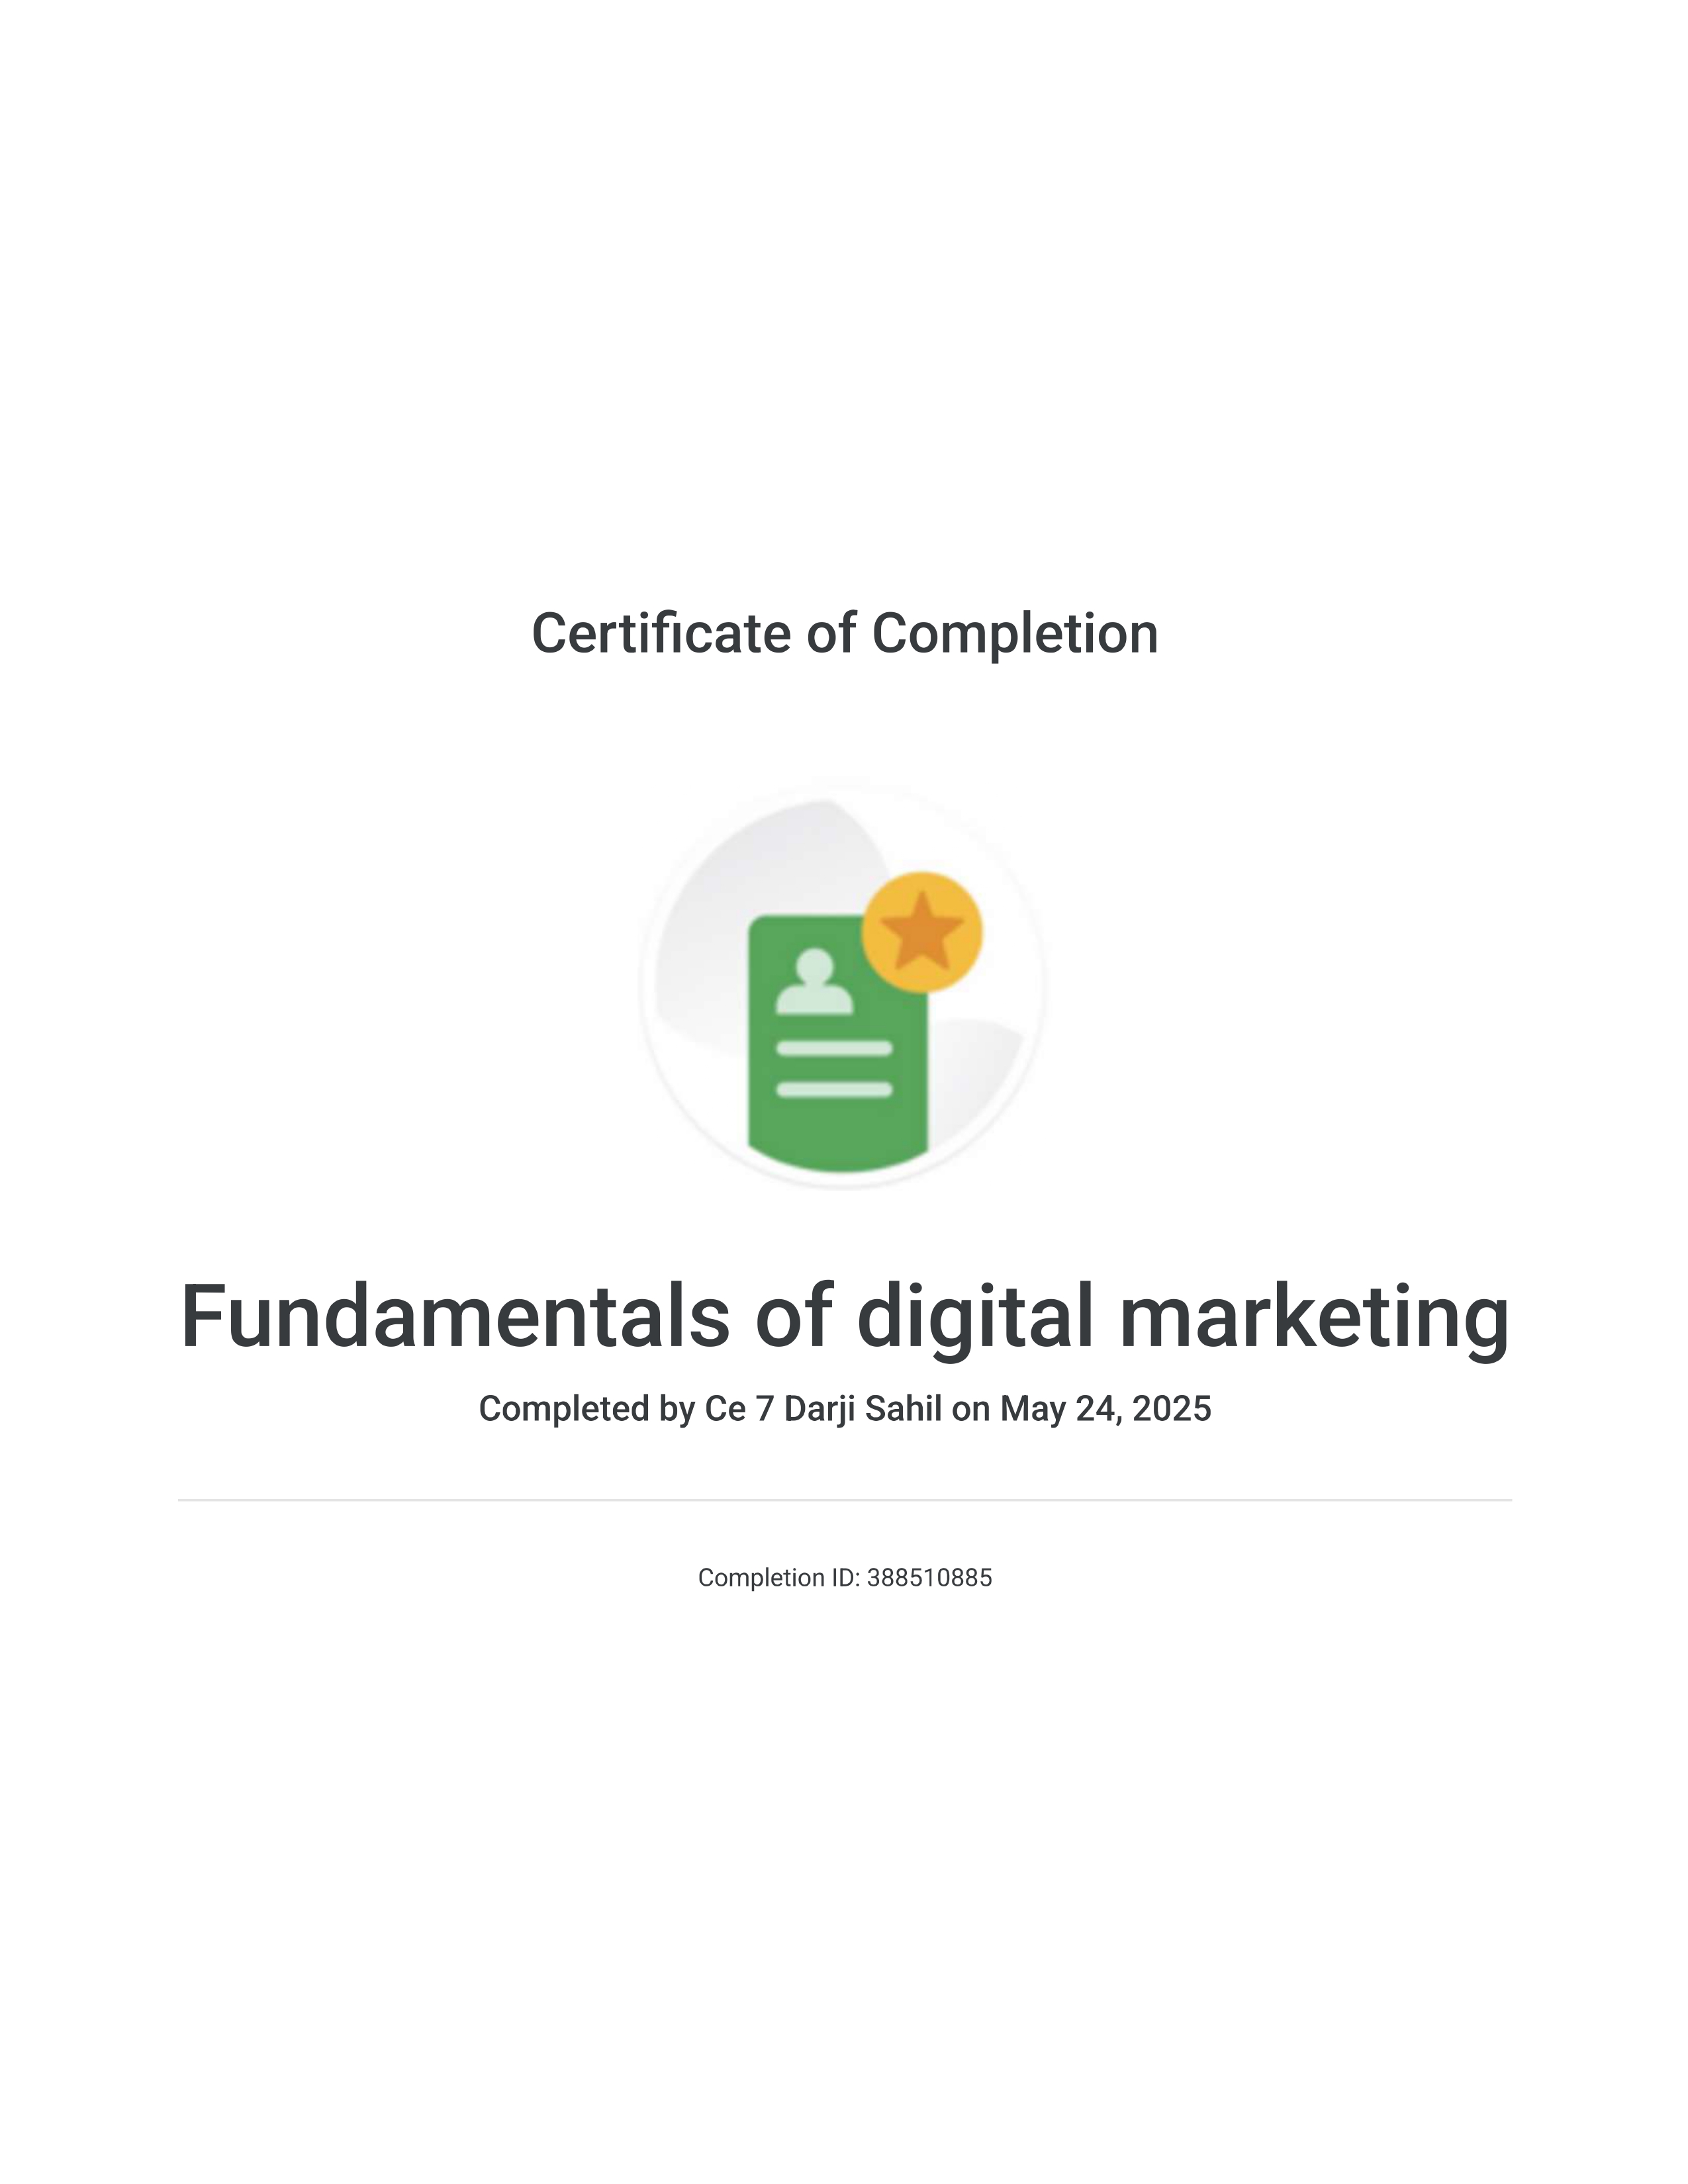 Certificate of Completion
Fundamentals of digital marketing
Completed by Ce 7 Darji Sahil on May 24, 2025
Completion ID: 388510885